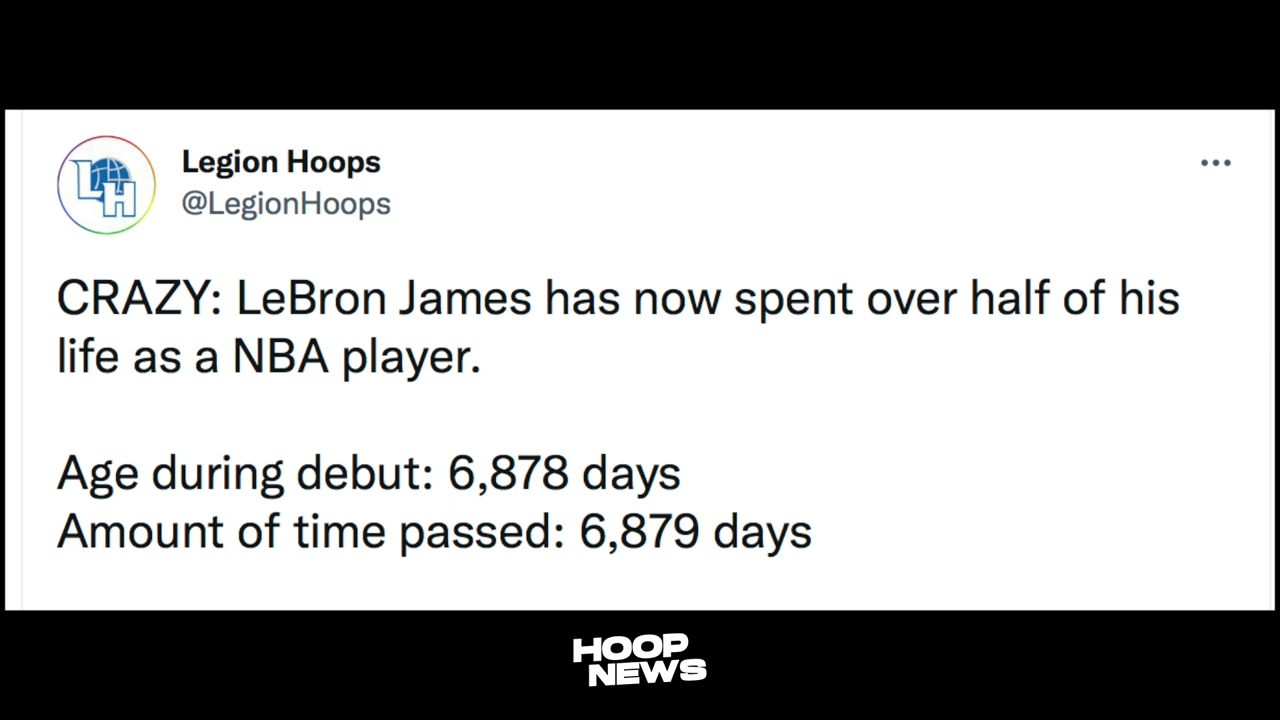 LH
Legion Hoops
@LegionHoops
CRAZY: LeBron James has now spent over half of his
life as a NBA player.
Age during debut: 6,878 days
Amount of time passed: 6,879 days
HOOP
NEWS